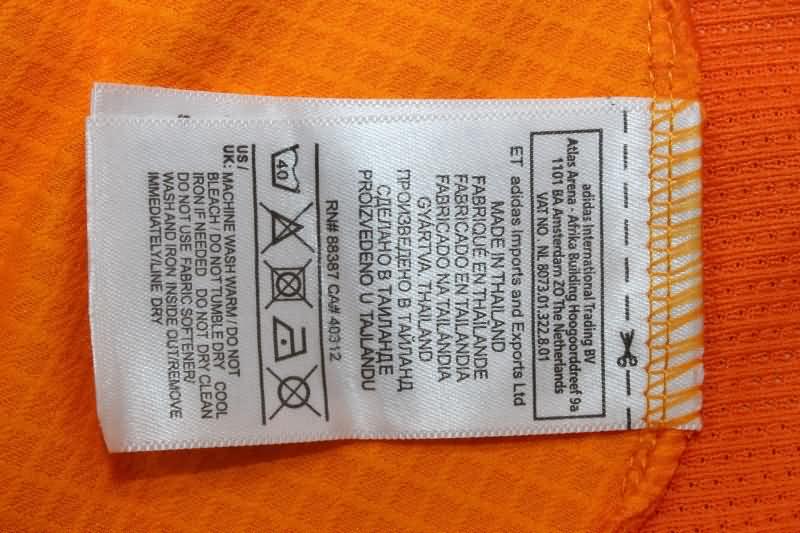 adidas International Trading BV
Atlas Arena - Afrika Building Hoogoorddreef 9a
1101 BA Amsterdam ZO The Netherlands
VAT NO . NL 8073.01.322.8.01
ET adidas Imports and Exports Ltd
MADE IN THAILAND
FABRIQUÉ EN THAÏLANDE
FABRICADO EN TAILANDIA
FABRICADO NA TAILÂNDIA
GYÁRTVA THAILAND
ПРОИЗВЕДЕНО В ТАЙЛАНД
СДЕЛАНО В ТАИЛАНДЕ
PROIZVEDENO U TAJLANDU
RN# 88387 CA# 40312
40
US /
UK: MACHINE WASH WARM / DO NOT
BLEACH / DO NOT TUMBLE DRY COOL
IRON IF NEEDED DO NOT DRY CLEAN
DO NOT USE FABRIC SOFTENER/
WASH AND IRON INSIDE OUT/REMOVE
IMMEDIATELY/LINE DRY